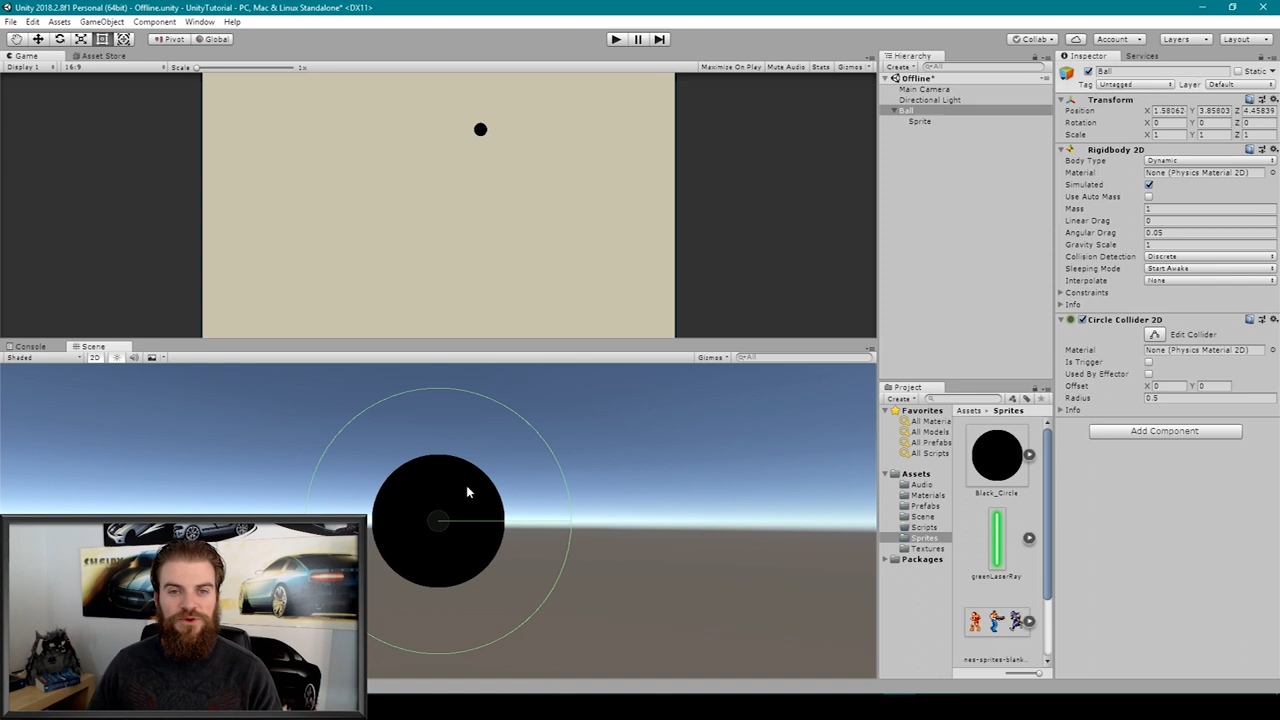 Unity 2018.2.8f1 Personal (64bit) - Offline.unity - UnityTutorial - PC, Mac & Linux Standalone* <DX11>
File Edit Assets GameObject Component Window Help
Pivot Global Collab Account Layers Layout
Game Asset Store
Display 1 16:9 Scale 1x Maximize On Play Mute Audio Stats Gizmos
Console Scene
Shaded 2D Gizmos All
SHELBY
Hierarchy
Create All
Offline*
Main Camera
Directional Light
Ball
Sprite
Project
Create
Favorites
All Materia
All Models
All Prefabs
All Scripts
Assets
Audio
Materials
Prefabs
Scene
Scripts
Sprites
Textures
Packages
Assets Sprites
Black_Circle
greenLaserRay
nes-sprites-blank...
Inspector Services
Ball Static
Tag Untagged Layer Default
Transform
Position X 1.58062 Y 3.85803 Z 4.45839
Rotation X 0 Y 0 Z 0
Scale X 1 Y 1 Z 1
Rigidbody 2D
Body Type Dynamic
Material None (Physics Material 2D)
Simulated
Use Auto Mass
Mass 1
Linear Drag 0
Angular Drag 0.05
Gravity Scale 1
Collision Detection Discrete
Sleeping Mode Start Awake
Interpolate None
Constraints
Info
Circle Collider 2D
Edit Collider
Material None (Physics Material 2D)
Is Trigger
Used By Effector
Offset X 0 Y 0
Radius 0.5
Info
Add Component